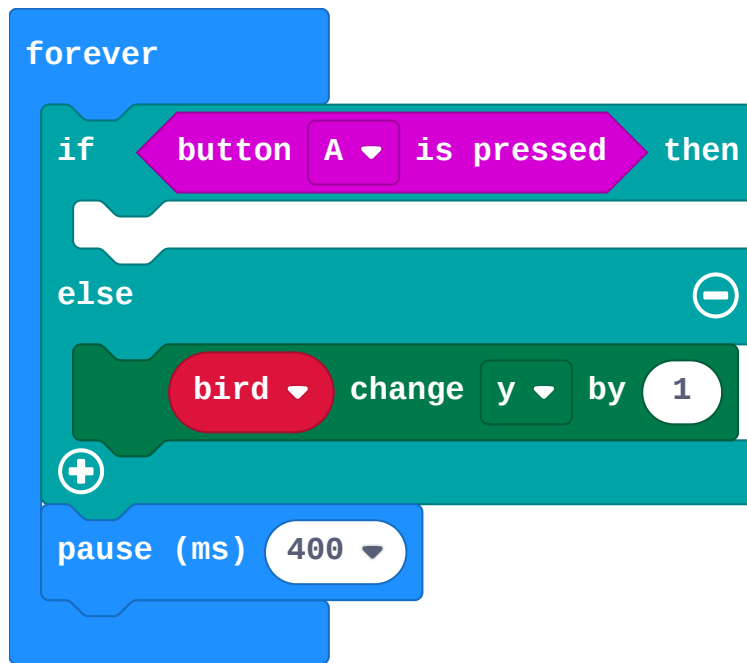 forever
if button A is pressed then
else
bird change y by 1
pause (ms) 400